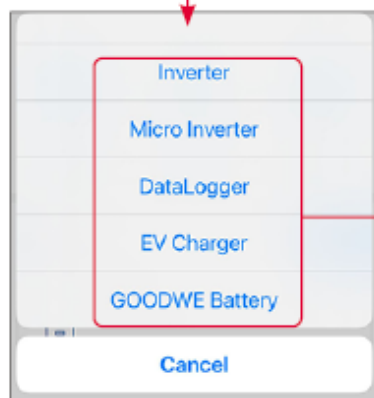 Inverter
Micro Inverter
DataLogger
EV Charger
GOODWE Battery
Cancel